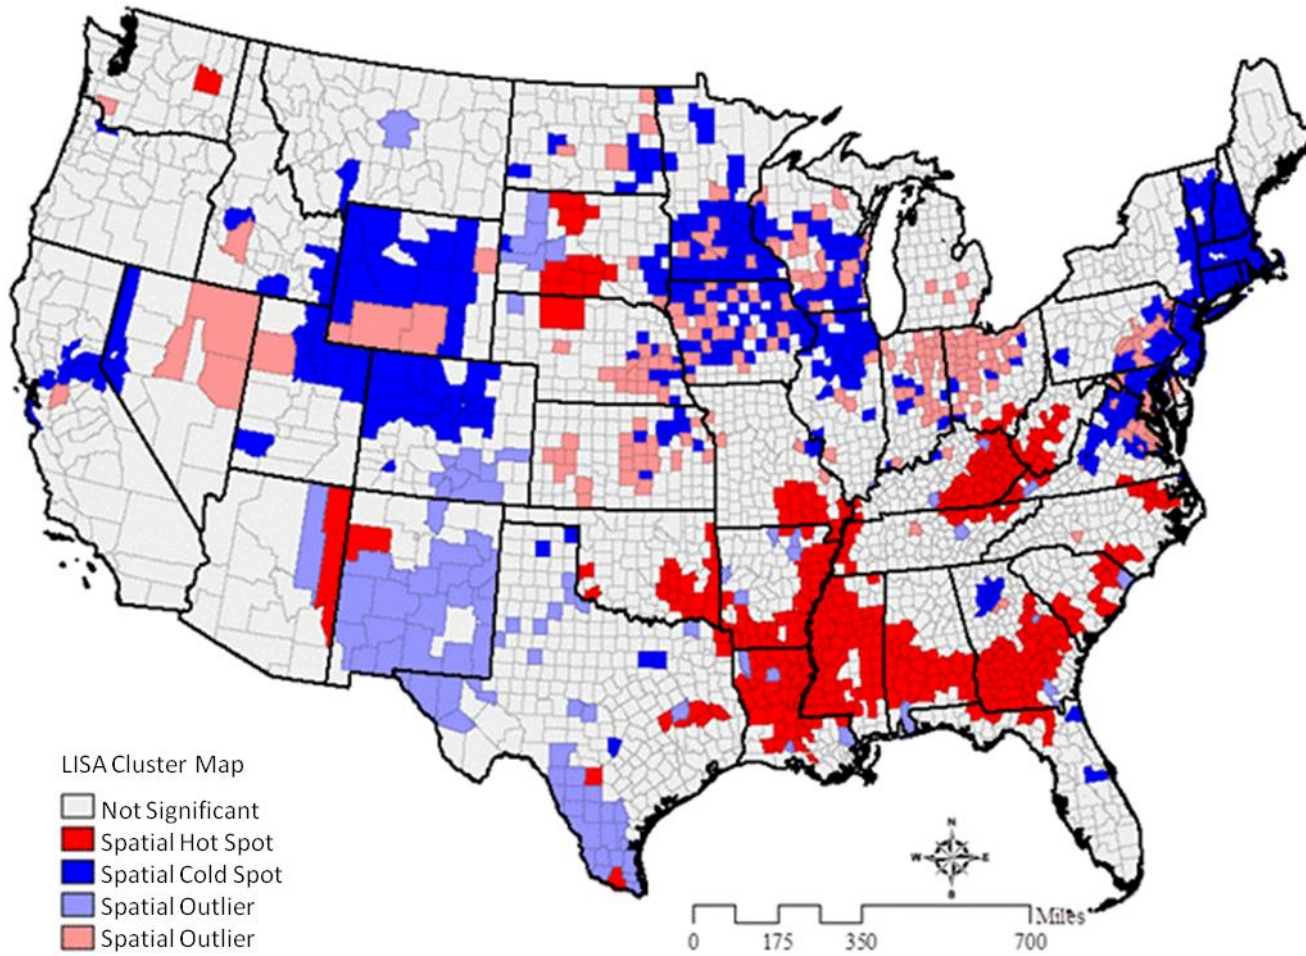 LISA Cluster Map
Not Significant
Spatial Hot Spot
Spatial Cold Spot
Spatial Outlier
Spatial Outlier
N
W E
S
Miles
0 175 350 700